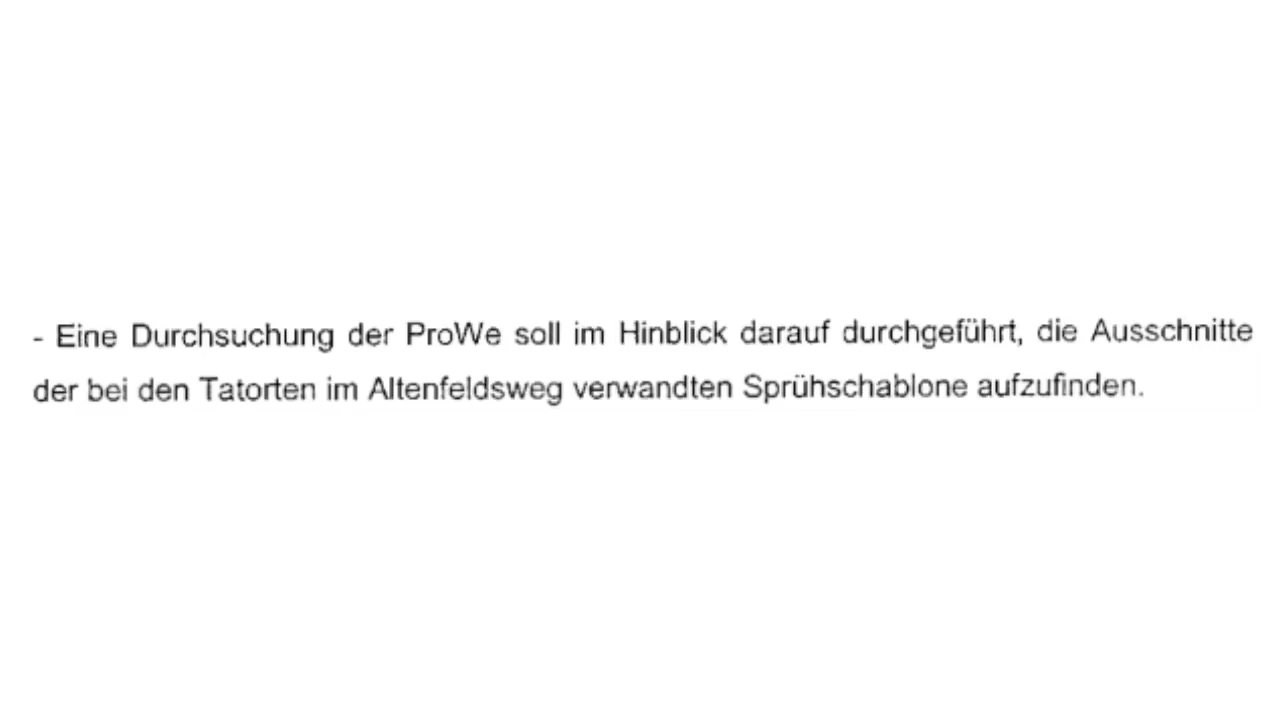 - Eine Durchsuchung der ProWe soll im Hinblick darauf durchgeführt, die Ausschnitte
der bei den Tatorten im Altenfeldsweg verwandten Sprühschablone aufzufinden.